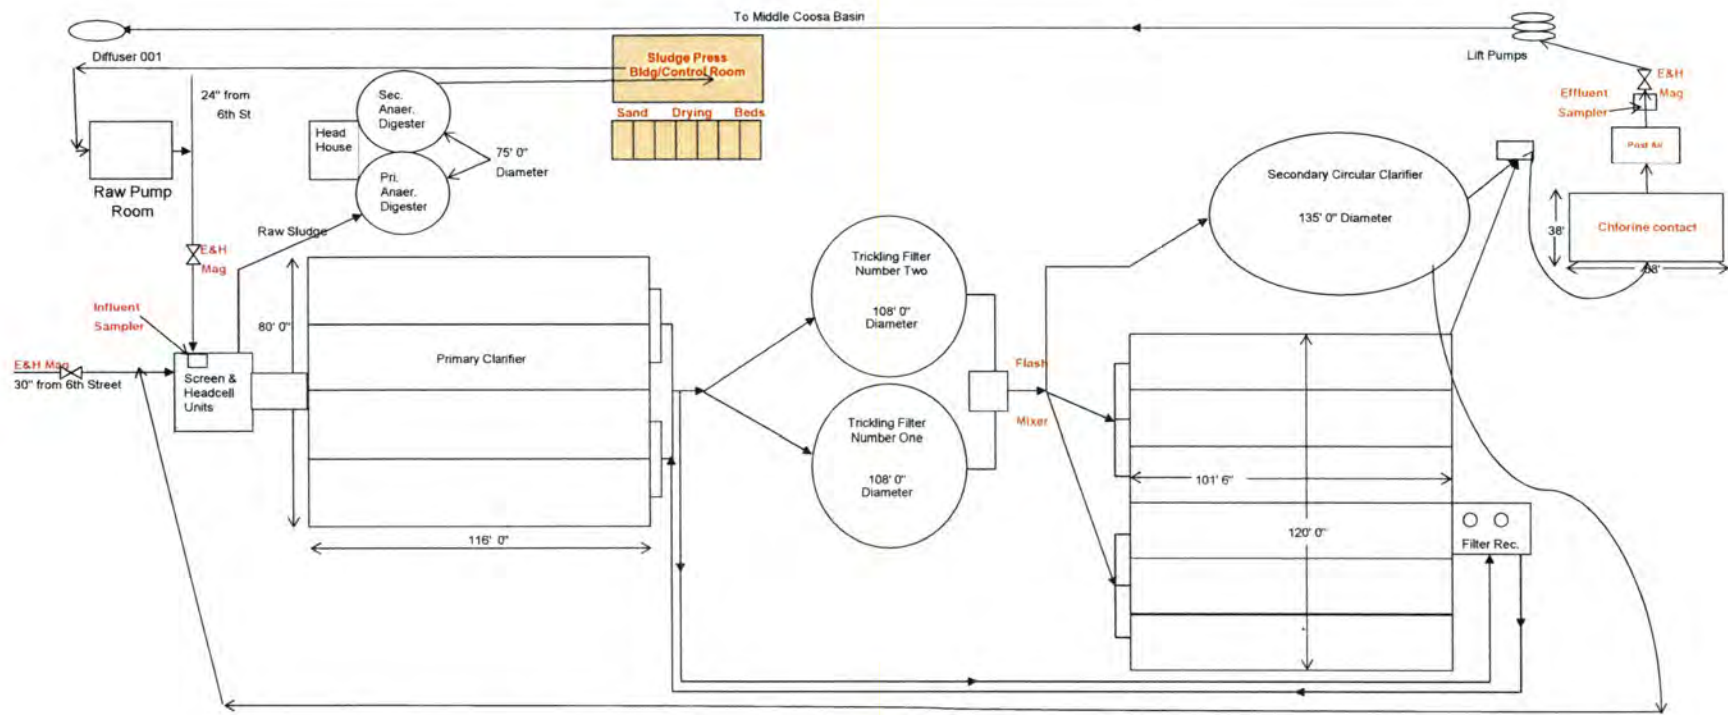 To Middle Coosa Basin
Diffuser 001
Sludge Press
Bldg/Control Room
Lift Pumps
E&H
Mag
Effluent
Sampler
24" from
6th St
Sec.
Anaer.
Digester
Head
House
Sand Drying Beds
75' 0"
Diameter
Pri.
Anaer.
Digester
Raw Pump
Room
Raw Sludge
E&H
Mag
Post Air
Secondary Circular Clarifier
135' 0" Diameter
38'
Chlorine contact
Trickling Filter
Number Two
108' 0"
Diameter
Influent
Sampler
80' 0"
Primary Clarifier
E&H Mag
30" from 6th Street
Screen &
Headcell
Units
Flash
Mixer
Trickling Filter
Number One
108' 0"
Diameter
101' 6"
116' 0"
120' 0"
Filter Rec.